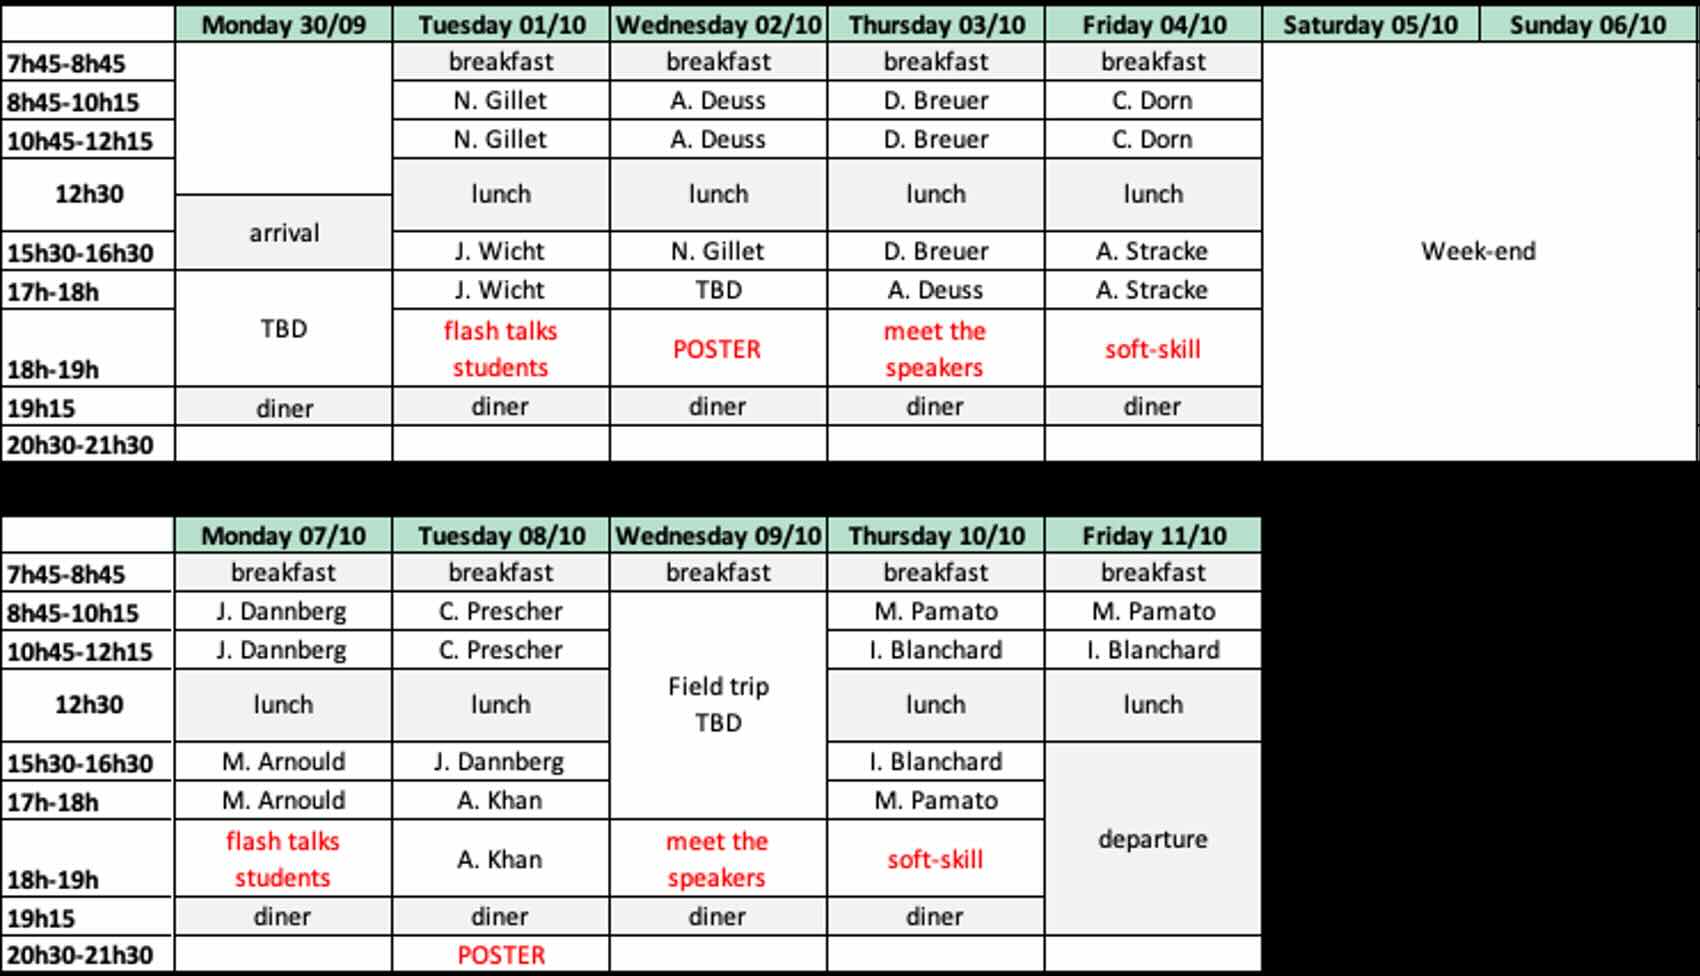 Monday 30/09 Tuesday 01/10 Wednesday 02/10 Thursday 03/10 Friday 04/10 Saturday 05/10 Sunday 06/10
7h45-8h45 breakfast breakfast breakfast breakfast
8h45-10h15 N. Gillet A. Deuss D. Breuer C. Dorn
10h45-12h15 N. Gillet A. Deuss D. Breuer C. Dorn
12h30 lunch lunch lunch lunch
arrival
15h30-16h30 J. Wicht N. Gillet D. Breuer A. Stracke Week-end
17h-18h J. Wicht TBD A. Deuss A. Stracke
TBD
flash talks meet the
POSTER soft-skill
18h-19h students speakers
19h15 diner diner diner diner diner
20h30-21h30
Monday 07/10 Tuesday 08/10 Wednesday 09/10 Thursday 10/10 Friday 11/10
7h45-8h45 breakfast breakfast breakfast breakfast breakfast
8h45-10h15 J. Dannberg C. Prescher M. Pamato M. Pamato
10h45-12h15 J. Dannberg C. Prescher I. Blanchard I. Blanchard
Field trip
12h30 lunch lunch lunch lunch
TBD
15h30-16h30 M. Arnould J. Dannberg I. Blanchard
17h-18h M. Arnould A. Khan M. Pamato
departure
flash talks meet the
A. Khan soft-skill
18h-19h students speakers
19h15 diner diner diner diner
20h30-21h30 POSTER